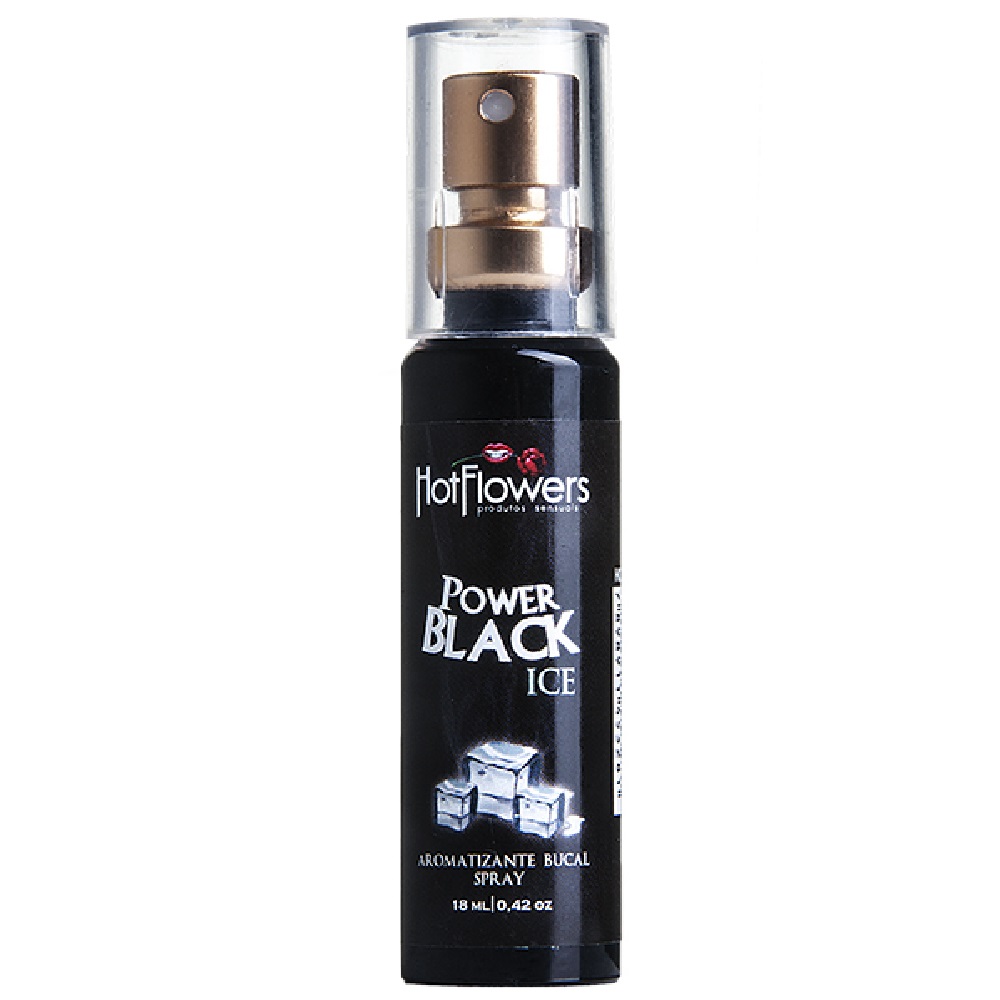 HotFlowers
produtos sensuais
POWER
BLACK
ICE
AROMATIZANTE BUCAL
SPRAY
18 ML|0,42 OZ